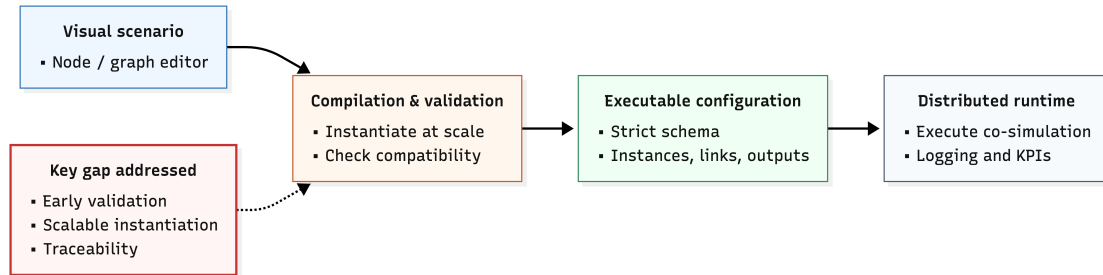 Visual scenario
▪ Node / graph editor
Key gap addressed
▪ Early validation
▪ Scalable instantiation
▪ Traceability
Compilation & validation
▪ Instantiate at scale
▪ Check compatibility
Executable configuration
▪ Strict schema
▪ Instances, links, outputs
Distributed runtime
▪ Execute co-simulation
▪ Logging and KPIs